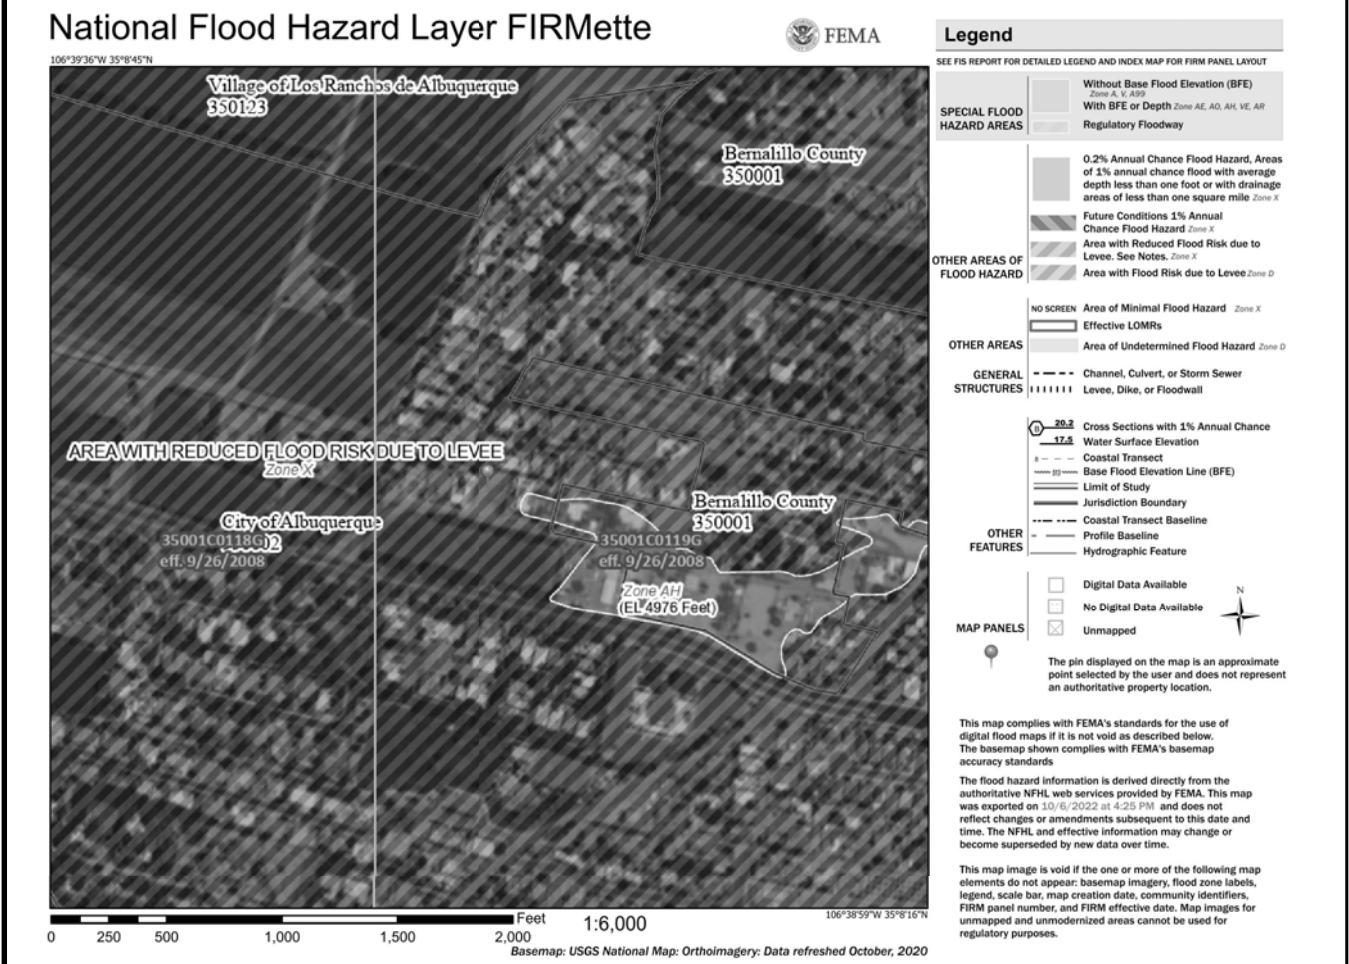 National Flood Hazard Layer FIRMette
FEMA
106°39'36"W 35°8'45"N
Village of Los Ranchos de Albuquerque
350123
Bernalillo County
350001
AREA WITH REDUCED FLOOD RISK DUE TO LEVEE
Zone X
City of Albuquerque
35001C0118G
eff. 9/26/2008
Bernalillo County
350001
35001C0119G
eff. 9/26/2008
Zone AH
(EL 4976 Feet)
106°38'59"W 35°8'16"N
Feet
1:6,000
0 250 500 1,000 1,500 2,000
Basemap: USGS National Map: Orthoimagery: Data refreshed October, 2020
Legend
SEE FIS REPORT FOR DETAILED LEGEND AND INDEX MAP FOR FIRM PANEL LAYOUT
SPECIAL FLOOD
HAZARD AREAS
Without Base Flood Elevation (BFE)
Zone A, V, A99
With BFE or Depth Zone AE, AO, AH, VE, AR
Regulatory Floodway
OTHER AREAS OF
FLOOD HAZARD
0.2% Annual Chance Flood Hazard, Areas
of 1% annual chance flood with average
depth less than one foot or with drainage
areas of less than one square mile Zone X
Future Conditions 1% Annual
Chance Flood Hazard Zone X
Area with Reduced Flood Risk due to
Levee. See Notes. Zone X
Area with Flood Risk due to Levee Zone D
OTHER AREAS
NO SCREEN Area of Minimal Flood Hazard Zone X
Effective LOMRs
Area of Undetermined Flood Hazard Zone D
GENERAL
STRUCTURES
Channel, Culvert, or Storm Sewer
Levee, Dike, or Floodwall
OTHER
FEATURES
20.2 Cross Sections with 1% Annual Chance
17.5 Water Surface Elevation
Coastal Transect
Base Flood Elevation Line (BFE)
Limit of Study
Jurisdiction Boundary
Coastal Transect Baseline
Profile Baseline
Hydrographic Feature
MAP PANELS
Digital Data Available
No Digital Data Available
Unmapped
N
The pin displayed on the map is an approximate
point selected by the user and does not represent
an authoritative property location.
This map complies with FEMA's standards for the use of
digital flood maps if it is not void as described below.
The basemap shown complies with FEMA's basemap
accuracy standards
The flood hazard information is derived directly from the
authoritative NFHL web services provided by FEMA. This map
was exported on 10/6/2022 at 4:25 PM and does not
reflect changes or amendments subsequent to this date and
time. The NFHL and effective information may change or
become superseded by new data over time.
This map image is void if the one or more of the following map
elements do not appear: basemap imagery, flood zone labels,
legend, scale bar, map creation date, community identifiers,
FIRM panel number, and FIRM effective date. Map images for
unmapped and unmodernized areas cannot be used for
regulatory purposes.